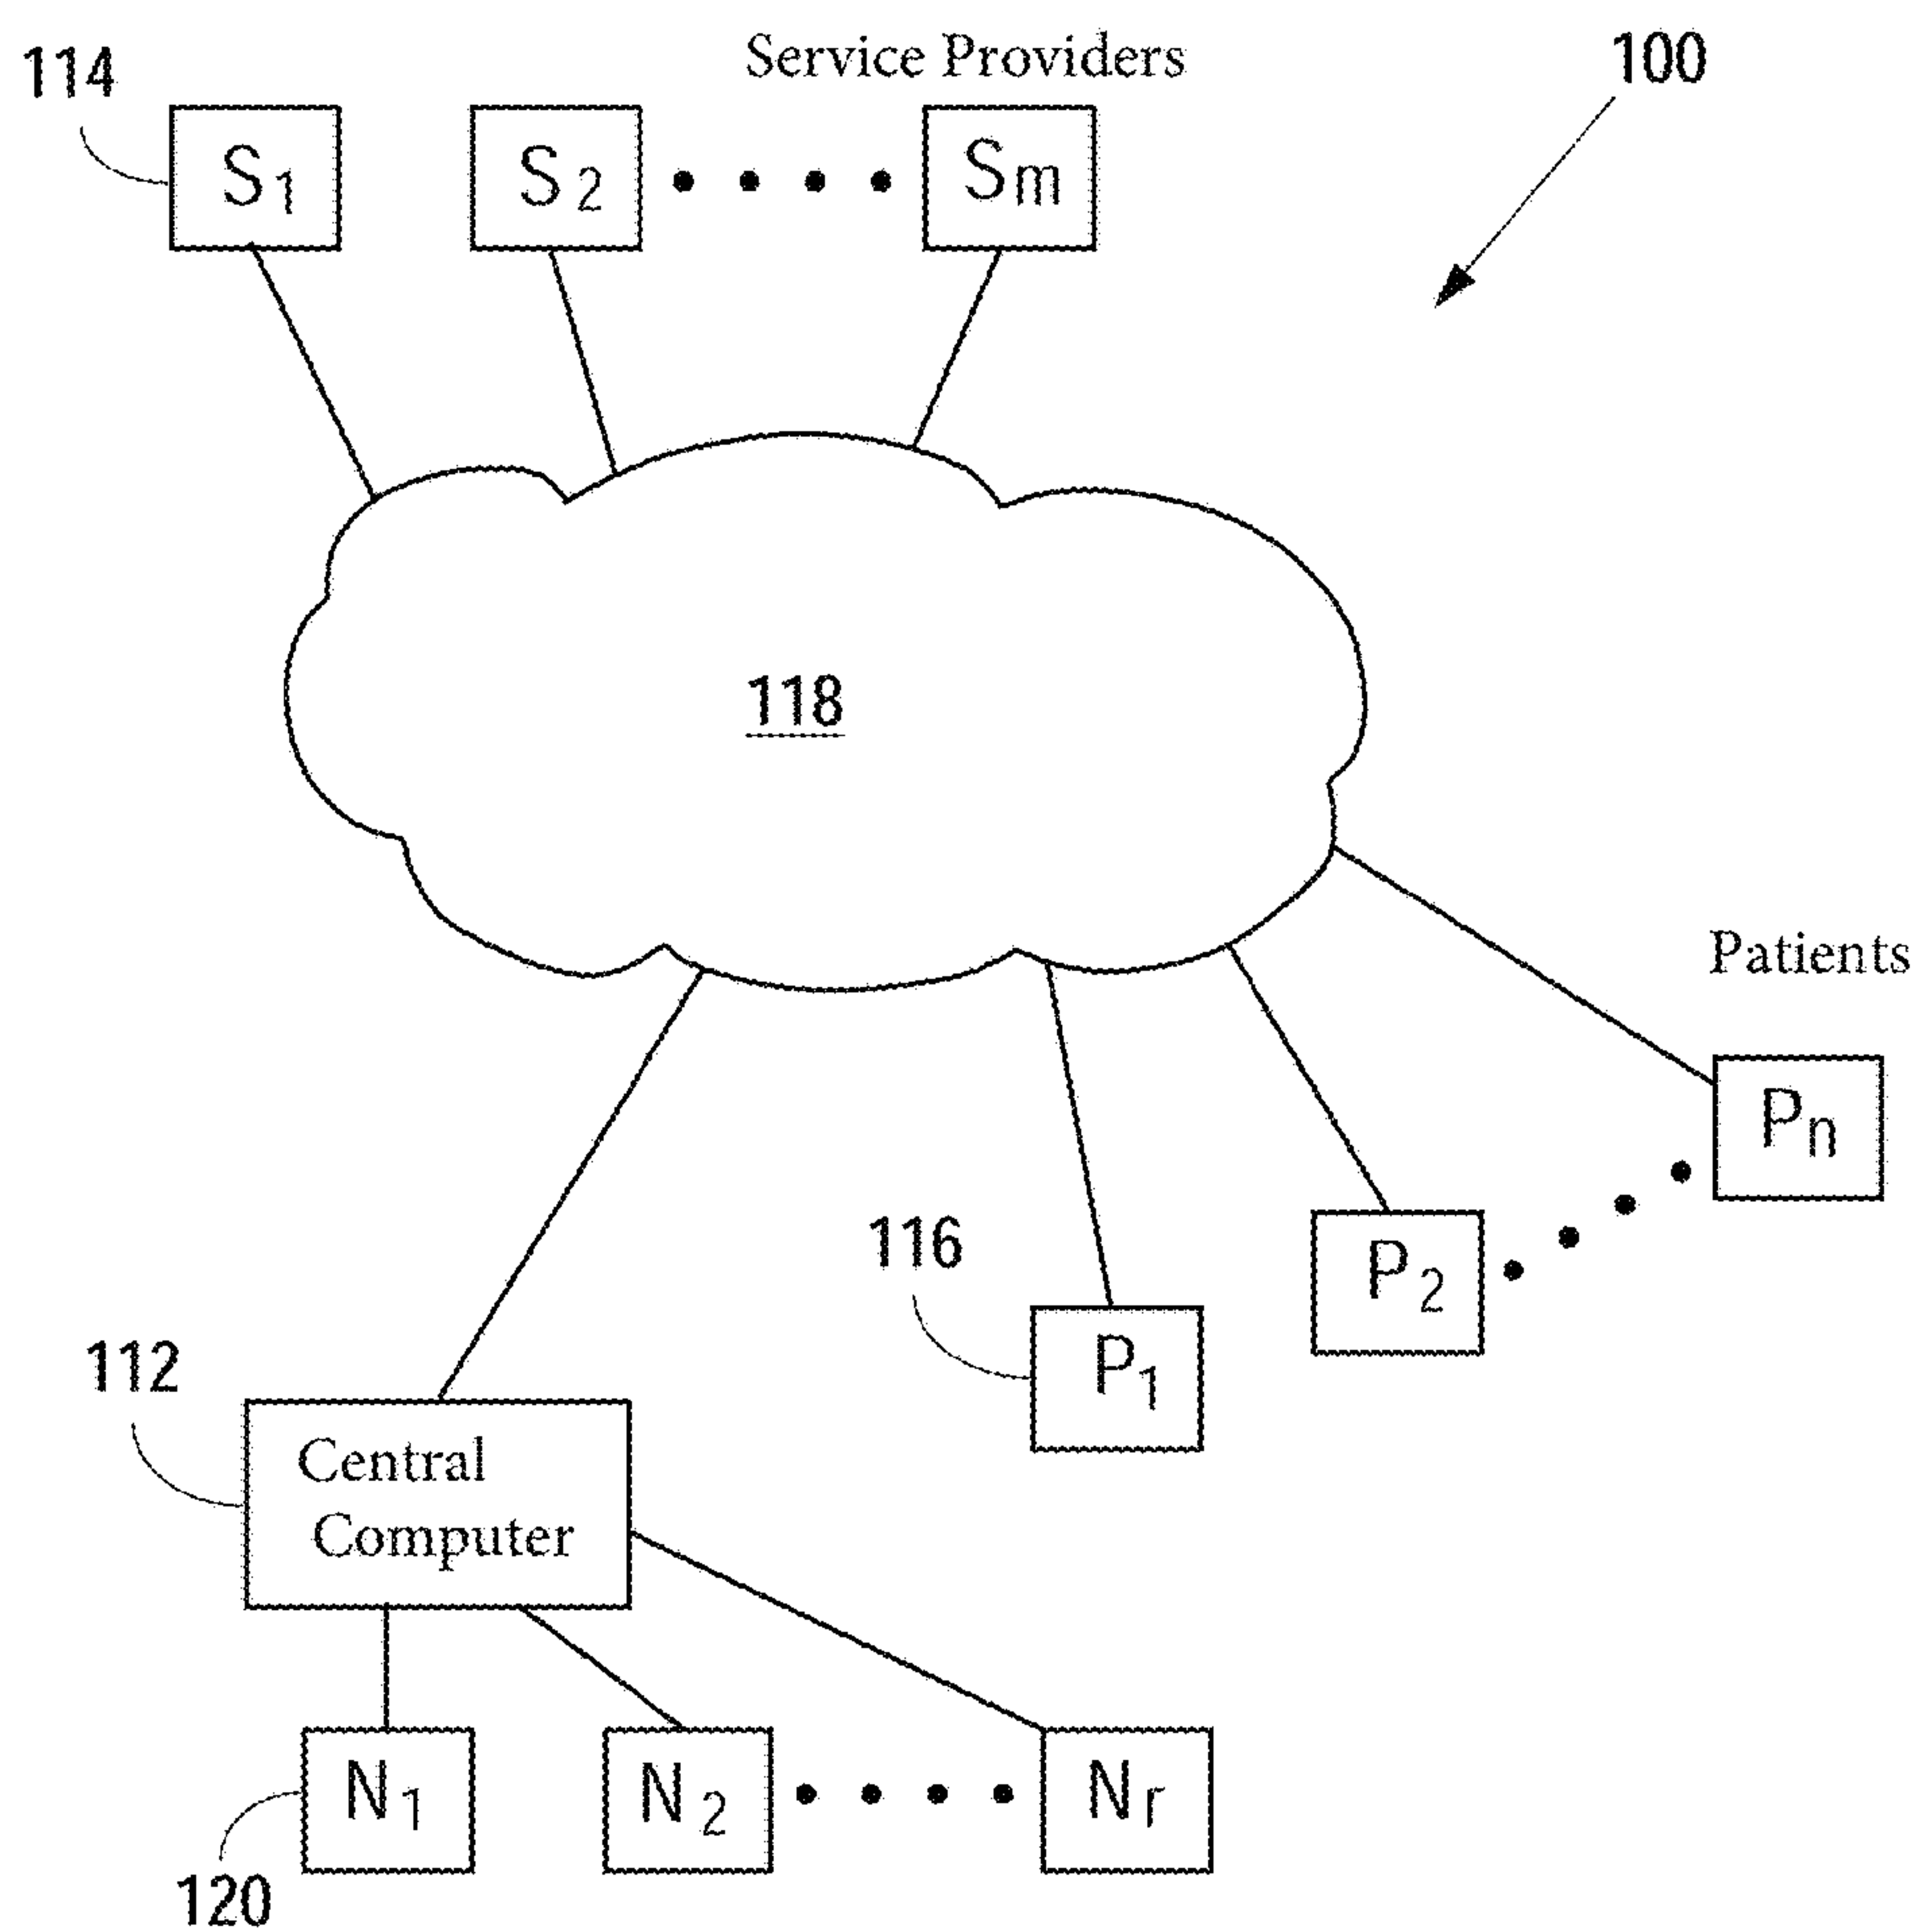 Service Providers
100
114
S1
S2
Sm
118
Patients
Pn
116
P2
P1
112
Central
Computer
N1
N2
Nr
120